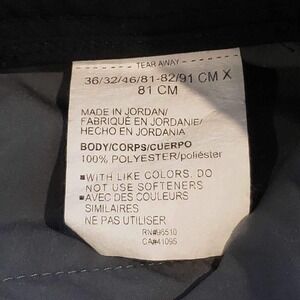 TEAR AWAY
36/32/46/81-82/91 CM X
81 CM
MADE IN JORDAN/
FABRIQUÉ EN JORDANIE/
HECHO EN JORDANIA
BODY/CORPS/CUERPO
100% POLYESTER/poliéster
■WITH LIKE COLORS. DO
NOT USE SOFTENERS
■AVEC DES COULEURS
SIMILAIRES
NE PAS UTILISER
RN#96510
CA#41095